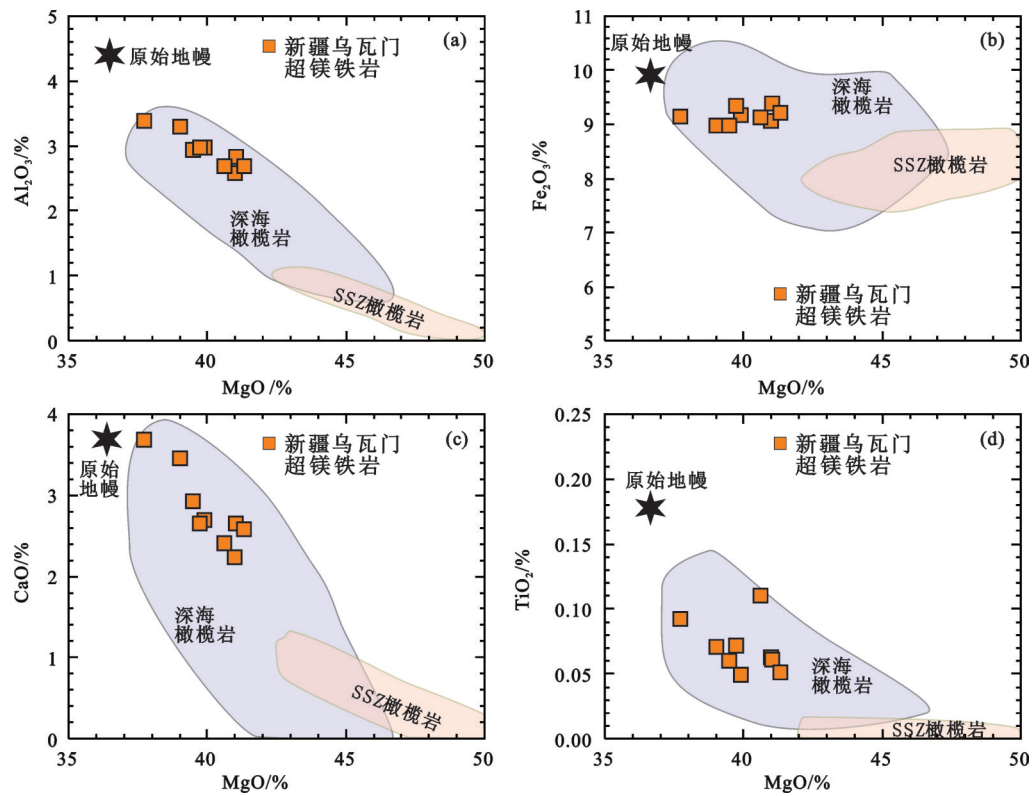 5
4
3
2
1
0
Al₂O₃/%
原始地幔
新疆乌瓦门
超镁铁岩
(a)
深海
橄榄岩
SSZ橄榄岩
35
40
45
50
MgO /%
11
10
9
8
7
6
5
Fe₂O₃/%
原始地幔
(b)
深海
橄榄岩
SSZ橄榄岩
新疆乌瓦门
超镁铁岩
35
40
45
50
MgO/%
4
3
2
1
0
CaO/%
原始
地幔
新疆乌瓦门
超镁铁岩
(c)
深海
橄榄岩
SSZ橄榄岩
35
40
45
50
MgO/%
0.25
0.20
0.15
0.10
0.05
0.00
TiO₂/%
原始地幔
新疆乌瓦门
超镁铁岩
(d)
深海
橄榄岩
SSZ橄榄岩
35
40
45
50
MgO/%